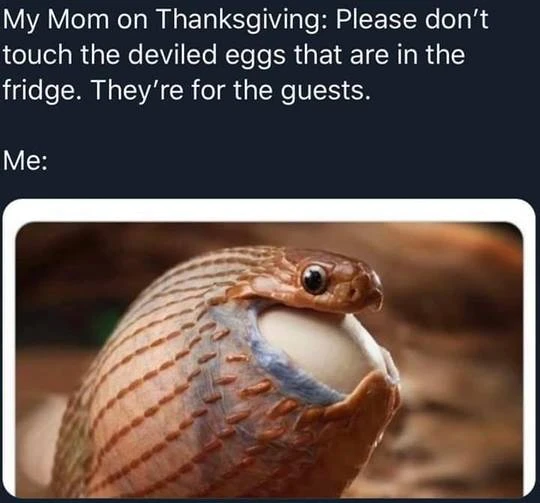 My Mom on Thanksgiving: Please don’t
touch the deviled eggs that are in the
fridge. They’re for the guests.
Me: